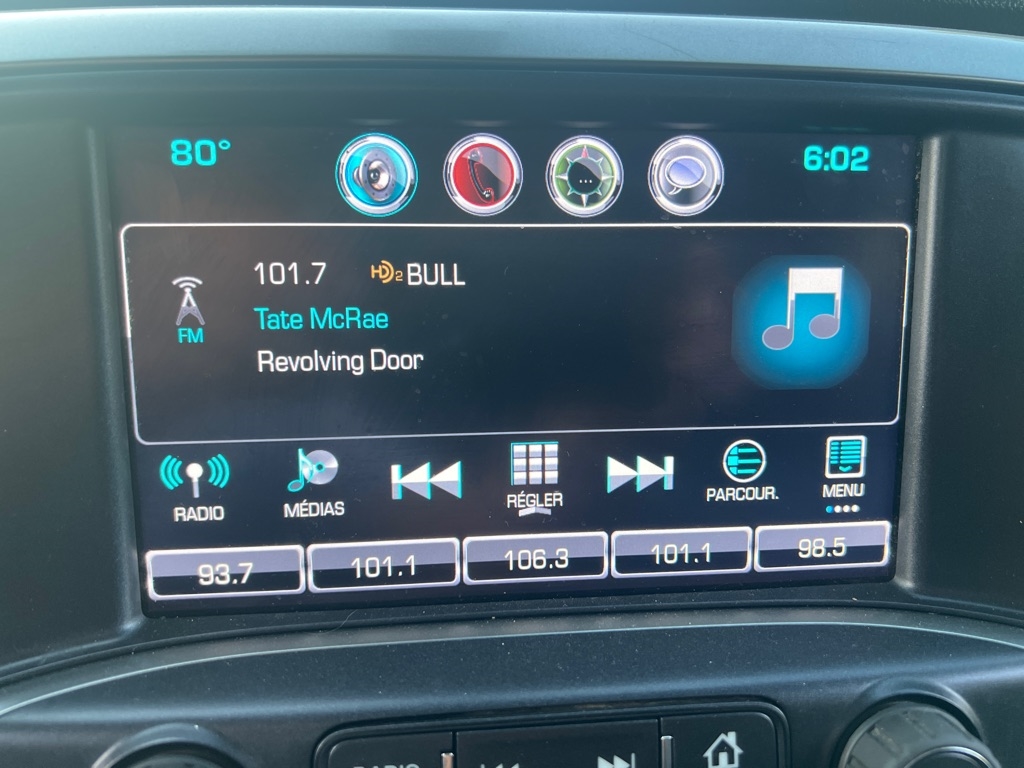 80° 6:02
101.7 HD2 BULL
FM
Tate McRae
Revolving Door
RADIO MÉDIAS RÉGLER PARCOUR. MENU
93.7 101.1 106.3 101.1 98.5
RADIO